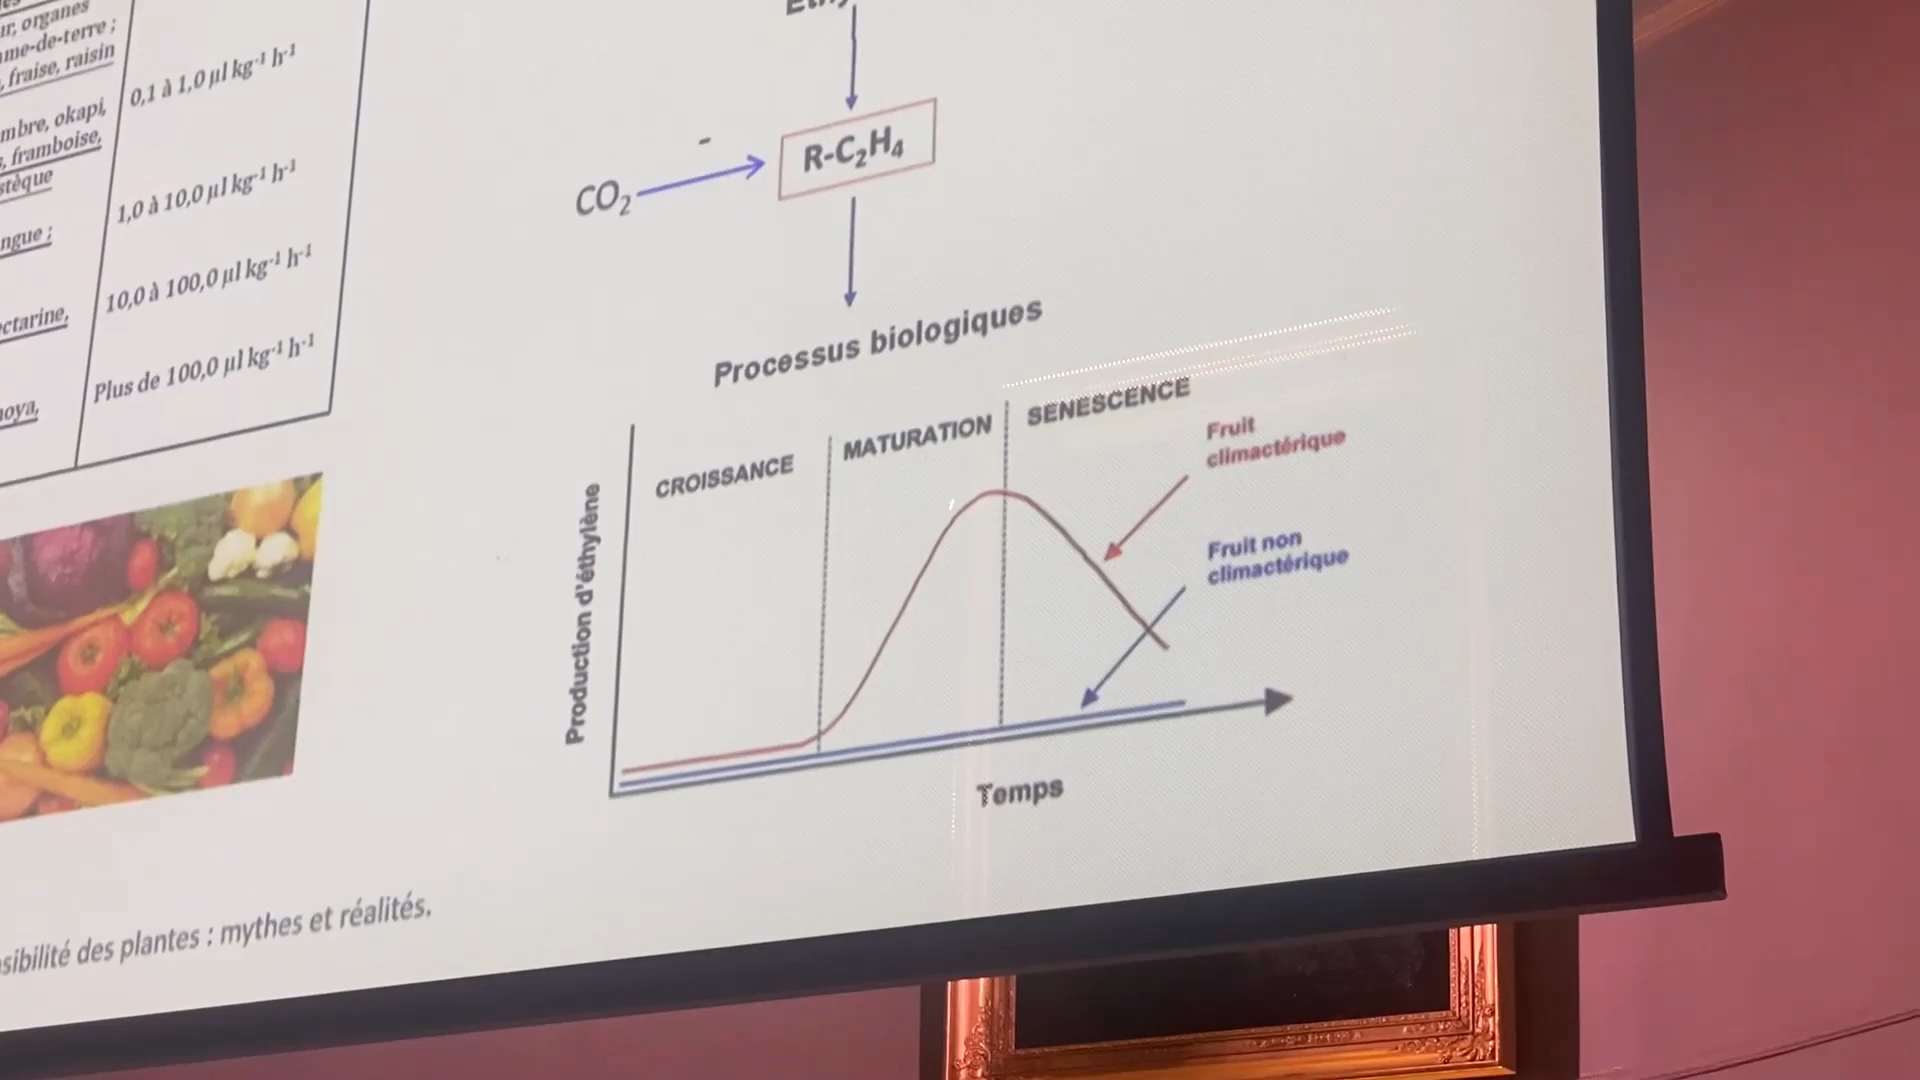 ur, organes
me-de-terre ;
, fraise, raisin
0,1 à 1,0 µl kg-1 h-1
mbre, okapi,
, framboise,
stèque
1,0 à 10,0 µl kg-1 h-1
ngue ;
10,0 à 100,0 µl kg-1 h-1
ctarine,
Plus de 100,0 µl kg-1 h-1
oya,
-
R-C2H4
CO2
Processus biologiques
CROISSANCE
MATURATION
SENESCENCE
Fruit
climactérique
Fruit non
climactérique
Production d'éthylène
Temps
sibilité des plantes : mythes et réalités.